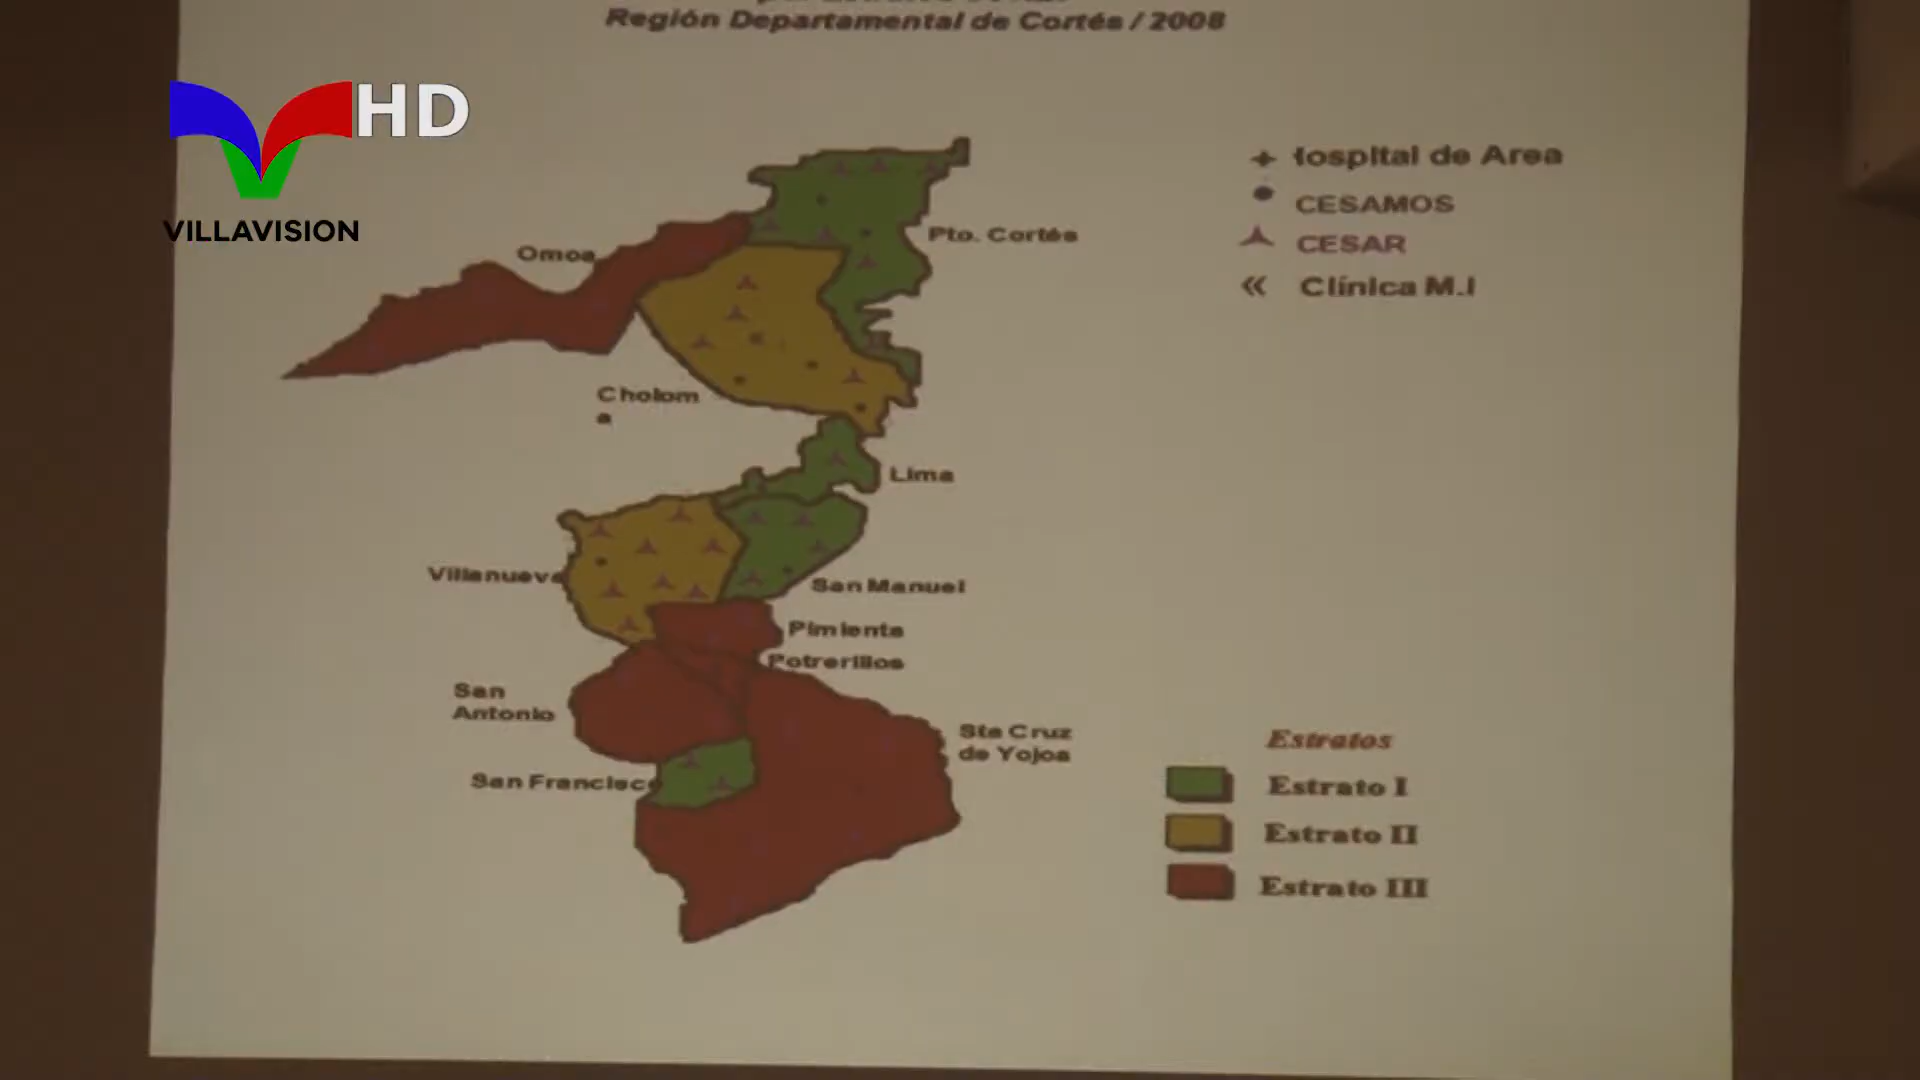 Región Departamental de Cortés / 2008
HD
VILLAVISION
Hospital de Area
CESAMOS
CESAR
Clínica M.I
Omoa
Pto. Cortés
Cholom
a
Lima
Villanueva
San Manuel
Pimienta
Potrerillos
San
Antonio
Sta Cruz
de Yojoa
San Francisco
Estratos
Estrato I
Estrato II
Estrato III